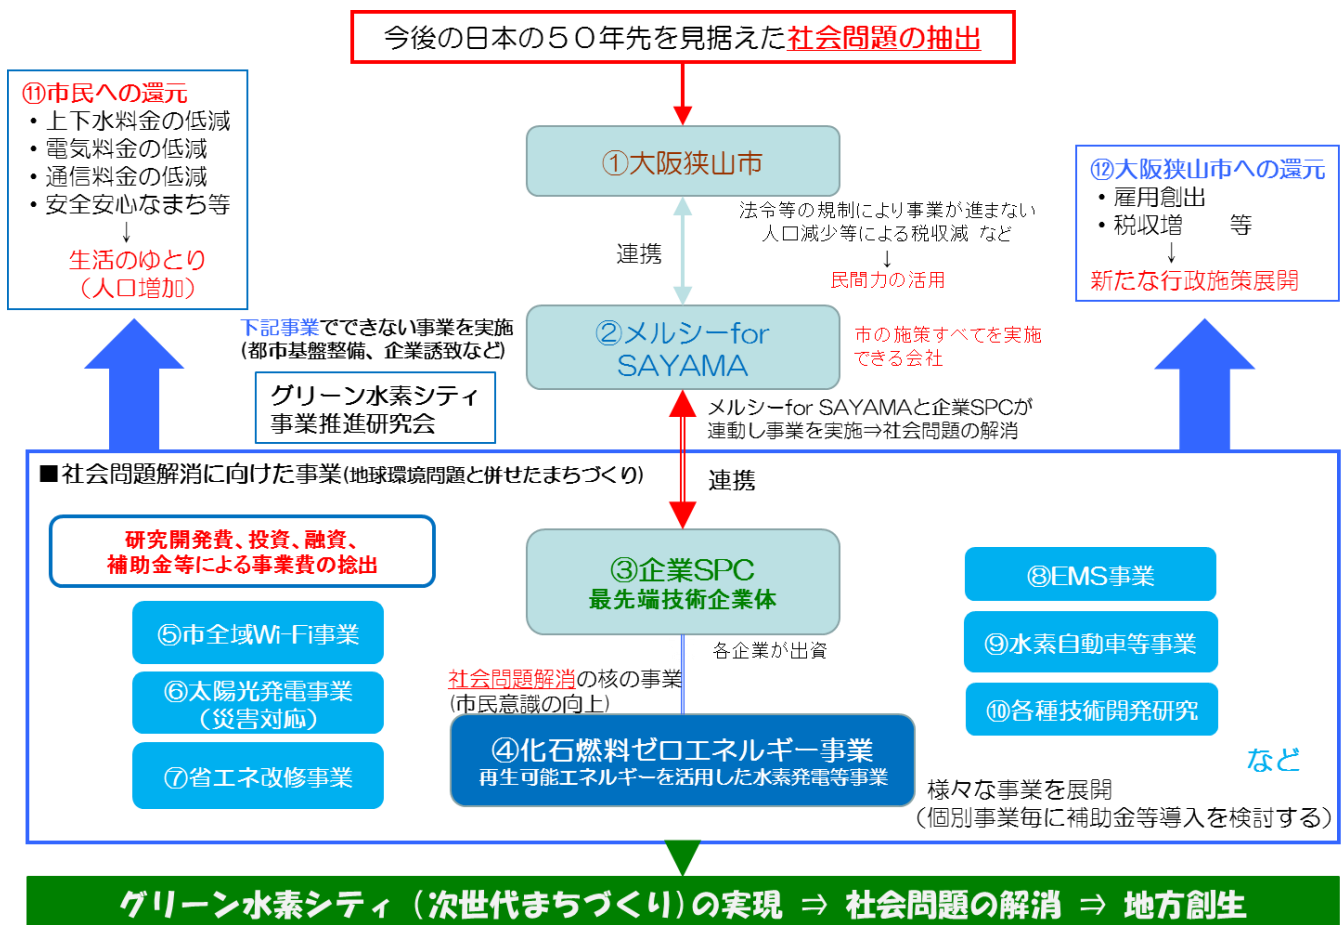 今後の日本の５０年先を見据えた社会問題の抽出
⑪市民への還元
・上下水料金の低減
・電気料金の低減
・通信料金の低減
・安全安心なまち等
↓
生活のゆとり
（人口増加）
①大阪狭山市
連携
法令等の規制により事業が進まない
人口減少等による税収減 など
↓
民間力の活用
⑫大阪狭山市への還元
・雇用創出
・税収増　　等
↓
新たな行政施策展開
下記事業でできない事業を実施
(都市基盤整備、企業誘致など)
②メルシーfor
SAYAMA
市の施策すべてを実施
できる会社
グリーン水素シティ
事業推進研究会
メルシーfor SAYAMAと企業SPCが
連動し事業を実施⇒社会問題の解消
■社会問題解消に向けた事業(地球環境問題と併せたまちづくり)
連携
研究開発費、投資、融資、
補助金等による事業費の捻出
③企業SPC
最先端技術企業体
各企業が出資
⑤市全域Wi-Fi事業
⑥太陽光発電事業
（災害対応）
⑦省エネ改修事業
社会問題解消の核の事業
(市民意識の向上)
④化石燃料ゼロエネルギー事業
再生可能エネルギーを活用した水素発電等事業
⑧EMS事業
⑨水素自動車等事業
⑩各種技術開発研究
など
様々な事業を展開
（個別事業毎に補助金等導入を検討する）
グリーン水素シティ（次世代まちづくり）の実現 ⇒ 社会問題の解消 ⇒ 地方創生